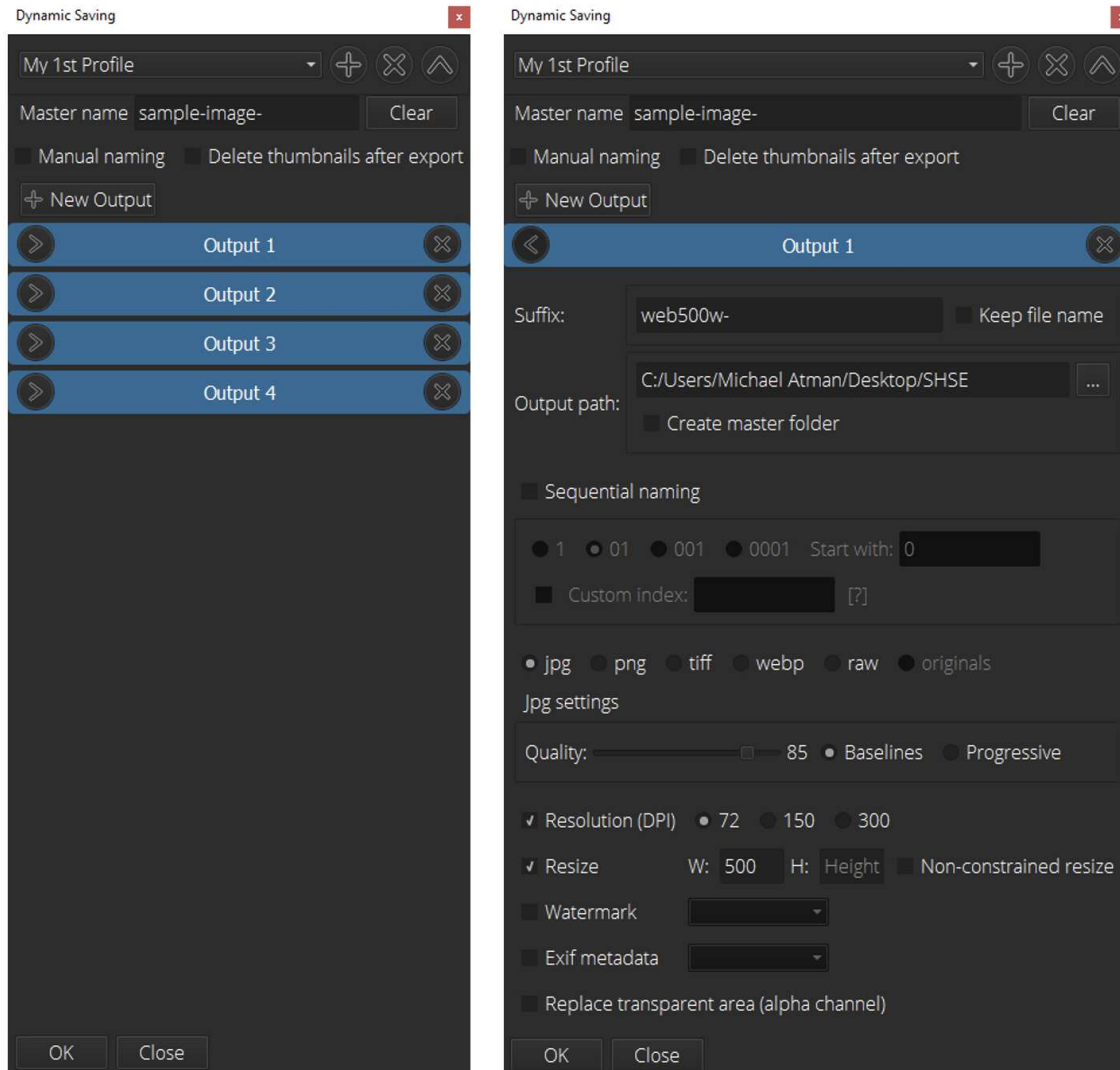 Dynamic Saving
x
My 1st Profile
Master name sample-image- Clear
Manual naming Delete thumbnails after export
New Output
Output 1
Output 2
Output 3
Output 4
OK Close
Dynamic Saving
My 1st Profile
Master name sample-image- Clear
Manual naming Delete thumbnails after export
New Output
Output 1
Suffix: web500w- Keep file name
Output path: C:/Users/Michael Atman/Desktop/SHSE ...
Create master folder
Sequential naming
1 01 001 0001 Start with: 0
Custom index: [?]
jpg png tiff webp raw originals
Jpg settings
Quality: 85 Baselines Progressive
Resolution (DPI) 72 150 300
Resize W: 500 H: Height Non-constrained resize
Watermark
Exif metadata
Replace transparent area (alpha channel)
OK Close